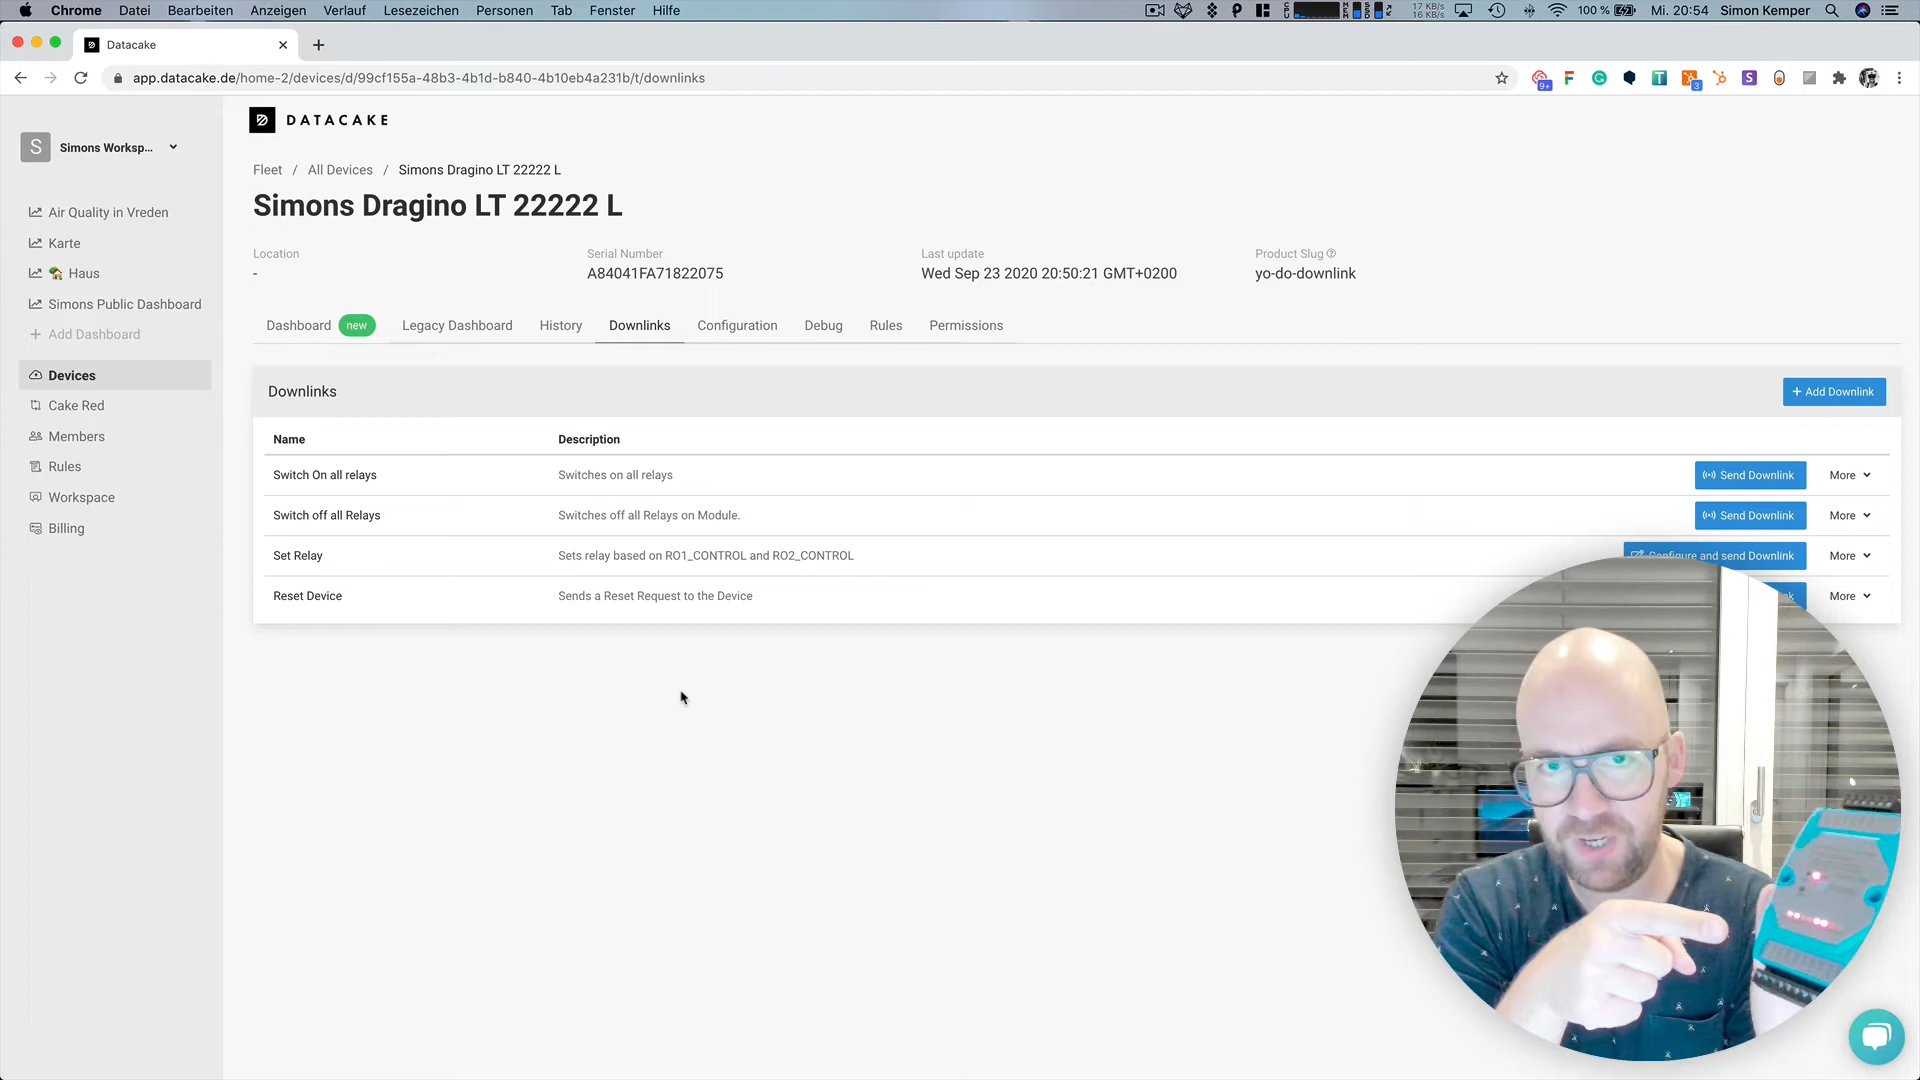 Chrome Datei Bearbeiten Anzeigen Verlauf Lesezeichen Personen Tab Fenster Hilfe 17 KB/s 16 KB/s 100 % Mi. 20:54 Simon Kemper
Datacake
app.datacake.de/home-2/devices/d/99cf155a-48b3-4b1d-b840-4b10eb4a231b/t/downlinks
9+ 3
S Simons Worksp...
Air Quality in Vreden
Karte
Haus
Simons Public Dashboard
Add Dashboard
Devices
Cake Red
Members
Rules
Workspace
Billing
DATACAKE
Fleet / All Devices / Simons Dragino LT 22222 L
Simons Dragino LT 22222 L
Location Serial Number Last update Product Slug
- A84041FA71822075 Wed Sep 23 2020 20:50:21 GMT+0200 yo-do-downlink
Dashboard new Legacy Dashboard History Downlinks Configuration Debug Rules Permissions
Downlinks + Add Downlink
Name Description
Switch On all relays Switches on all relays Send Downlink More
Switch off all Relays Switches off all Relays on Module. Send Downlink More
Set Relay Sets relay based on RO1_CONTROL and RO2_CONTROL Configure and send Downlink More
Reset Device Sends a Reset Request to the Device More